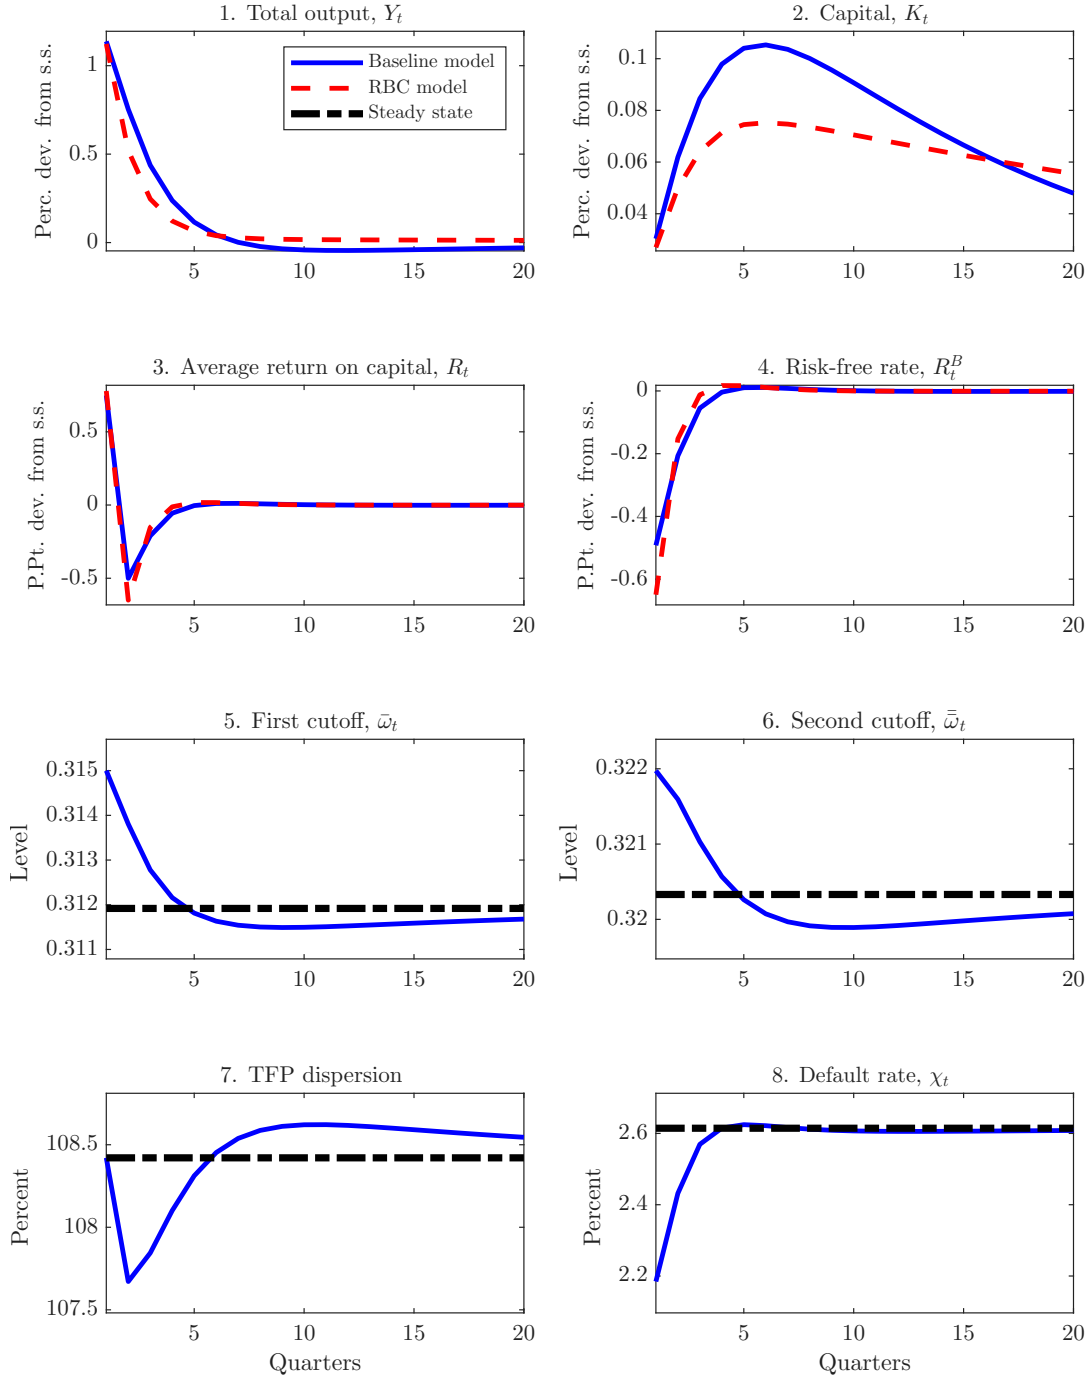 1. Total output, Y_t
Perc. dev. from s.s.
1
0.5
0
5
10
15
20
Baseline model
RBC model
Steady state
2. Capital, K_t
Perc. dev. from s.s.
0.1
0.08
0.06
0.04
5
10
15
20
3. Average return on capital, R_t
P.Pt. dev. from s.s.
0.5
0
-0.5
5
10
15
20
4. Risk-free rate, R_t^B
P.Pt. dev. from s.s.
0
-0.2
-0.4
-0.6
5
10
15
20
5. First cutoff, ω̄_t
Level
0.315
0.314
0.313
0.312
0.311
5
10
15
20
6. Second cutoff, ω̿_t
Level
0.322
0.321
0.32
5
10
15
20
7. TFP dispersion
Percent
108.5
108
107.5
5
10
15
20
Quarters
8. Default rate, χ_t
Percent
2.6
2.4
2.2
5
10
15
20
Quarters